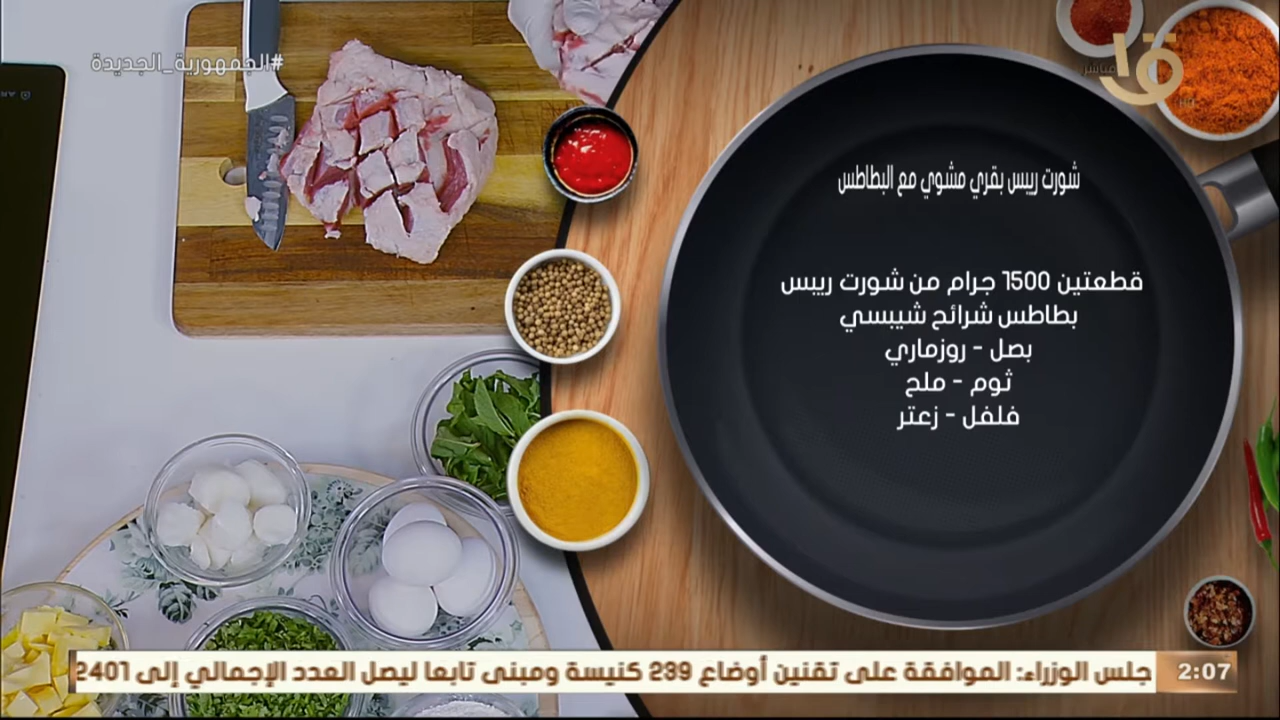 #الجمهورية_الجديدة
مباشر
شورت ريبس بقري مشوي مع البطاطس
قطعتين 1500 جرام من شورت ريبس
بطاطس شرائح شيبسي
بصل - روزماري
ثوم - ملح
فلفل - زعتر
2:07 جلس الوزراء: الموافقة على تقنين أوضاع 239 كنيسة ومبنى تابعا ليصل العدد الإجمالي إلى 2401